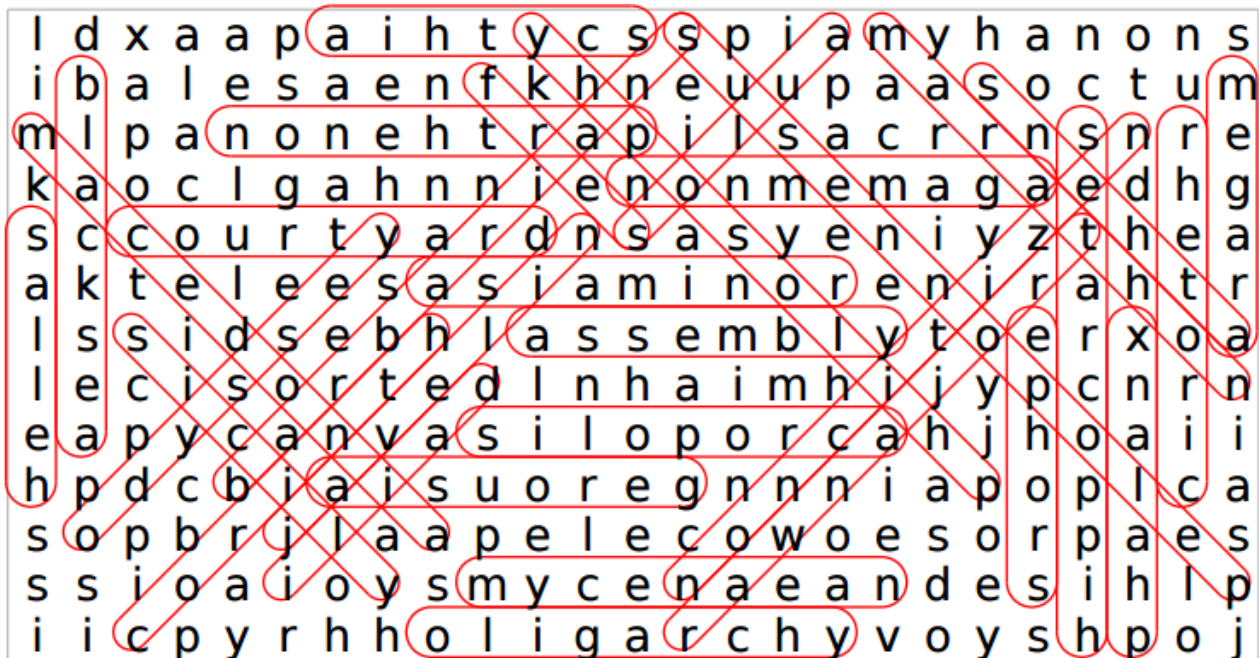 l d x a a p a i h t y c s s p i a m y h a n o n s
i b a l e s a e n f k h n e u u p a a s o c t u m
m l p a n o n e h t r a p i l s a c r r n s n r e
k a o c l g a h n n i e n o n m e m a g a e d h g
s c c o u r t y a r d n s a s y e n i y z t h e a
a k t e l e e s a s i a m i n o r e n i r a h t r
l s s i d s e b h l a s s e m b l y t o e r x o a
l e c i s o r t e d l n h a i m h i j y p c n r n
e a p y c a n v a s i l o p o r c a h j h o a i i
h p d c b i a i s u o r e g n n n i a p o p l c a
s o p b r j l a a p e l e c o w o e s o r p a e s
s s i o a i o y s m y c e n a e a n d e s i h l p
i i c p y r h h o l i g a r c h y v o y s h p o j